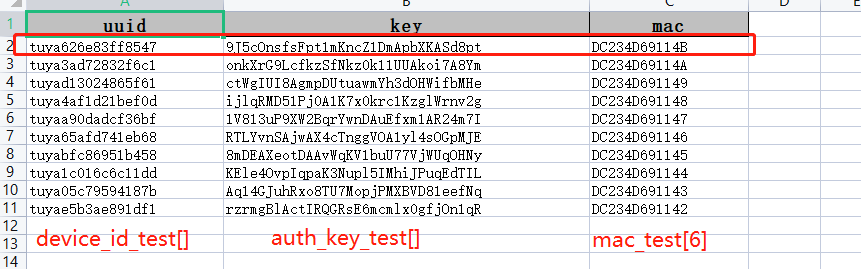 A B C D E
1 uuid key mac
2 tuya626e83ff8547 9J5cOnsfsFpt1mKncZ1DmApbXKASd8pt DC234D69114B
3 tuya3ad72832f6c1 onkXrG9LcfkzSfNkz0k11UUAkoi7A8Ym DC234D69114A
4 tuyad13024865f61 ctWgIUI8AgmpDUtuawmYh3dOHWifbMHe DC234D691149
5 tuya4af1d21bef0d ijlqRMD51Pj0A1K7x0krc1KzglWrnv2g DC234D691148
6 tuyaa90dadcf36bf 1V813uP9XW2BqrYwnDAuEfxm1AR24m7I DC234D691147
7 tuya65afd741eb68 RTLYvnSAjwAX4cTnggVOA1yl4sOGpMJE DC234D691146
8 tuyabfc86951b458 8mDEAXeotDAAvWqKV1buU77VjWUqOHNy DC234D691145
9 tuya1c016c6c11dd KEle4OvpIqpaK3Nupl5IMhiJPuqEdTIL DC234D691144
10 tuya05c79594187b Aq14GJuhRxo8TU7MopjPMXBVD81eefNq DC234D691143
11 tuyae5b3ae891df1 rzrmgBlActIRQGRsE6mcmlx0gfjOn1qR DC234D691142
12
13 device_id_test[] auth_key_test[] mac_test[6]
14